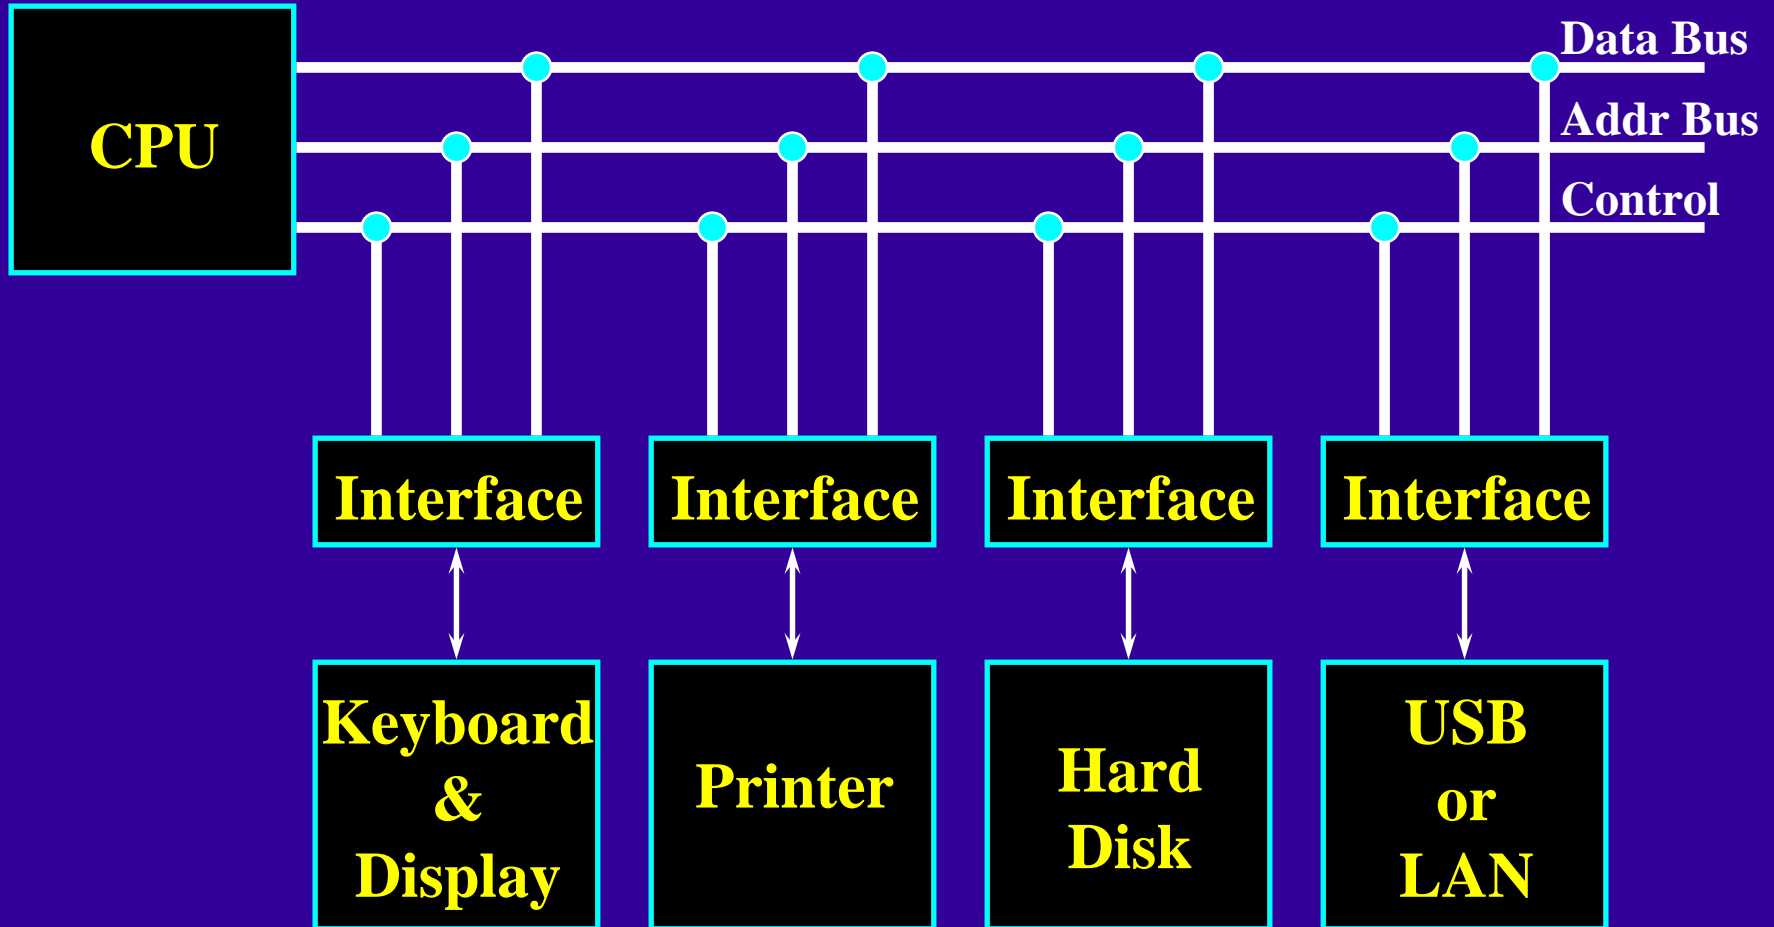 Data Bus
CPU
Addr Bus
Control
Interface
Interface
Interface
Interface
Keyboard
&
Display
Printer
Hard
Disk
USB
or
LAN